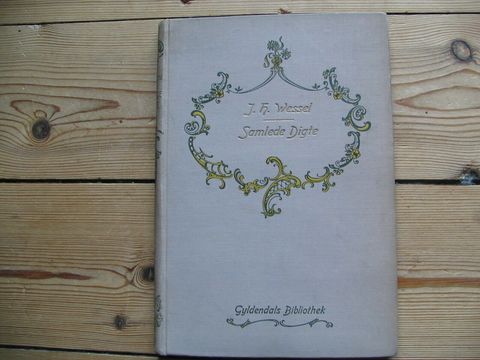 J. H. Wessel
Samlede Digte
Gyldendals Bibliothek